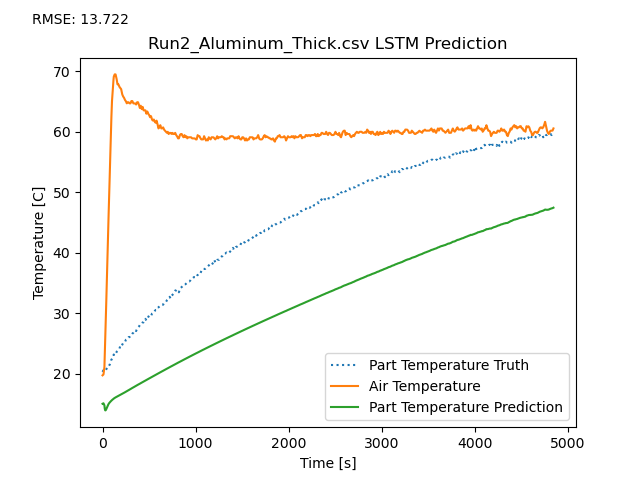 RMSE: 13.722
Run2_Aluminum_Thick.csv LSTM Prediction
Temperature [C]
70
60
50
40
30
20
Part Temperature Truth
Air Temperature
Part Temperature Prediction
0
1000
2000
3000
4000
5000
Time [s]